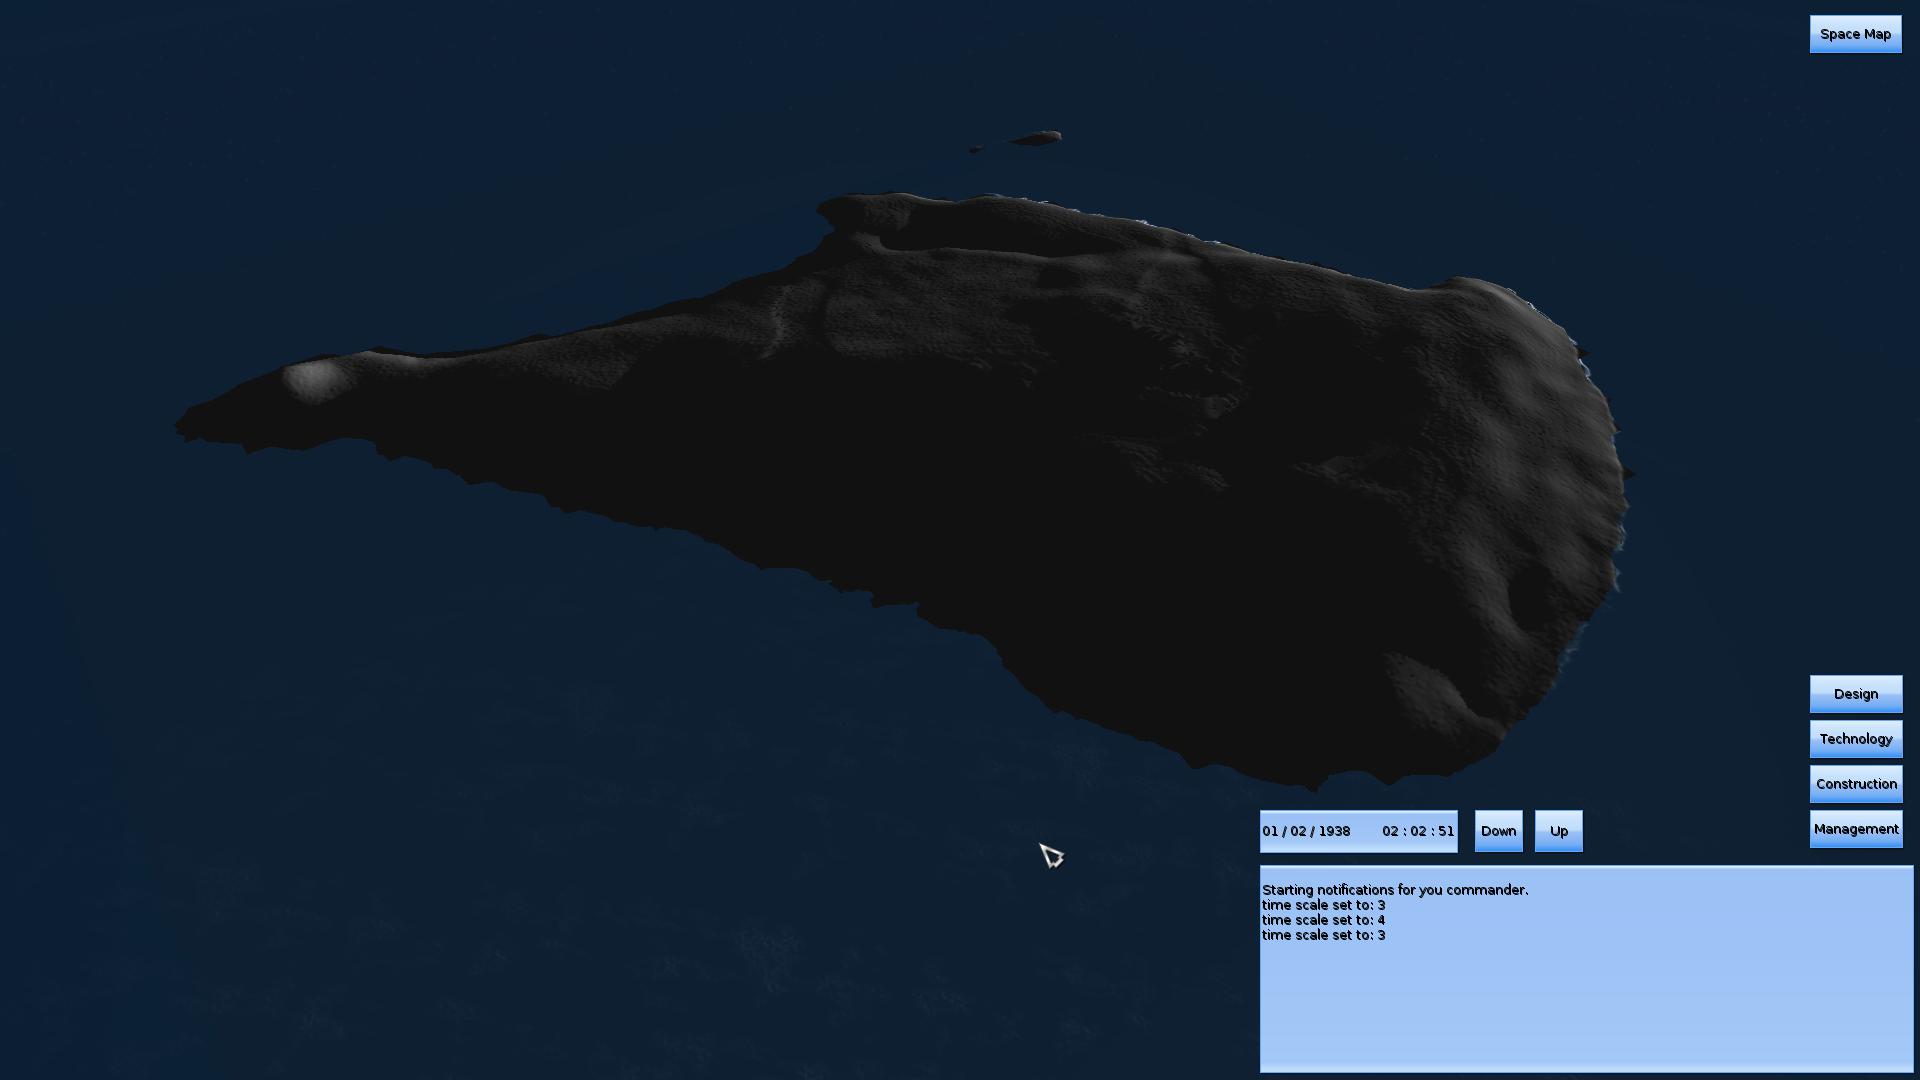 Space Map
Design
Technology
Construction
Management
01 / 02 / 1938 02 : 02 : 51
Down
Up
Starting notifications for you commander.
time scale set to: 3
time scale set to: 4
time scale set to: 3